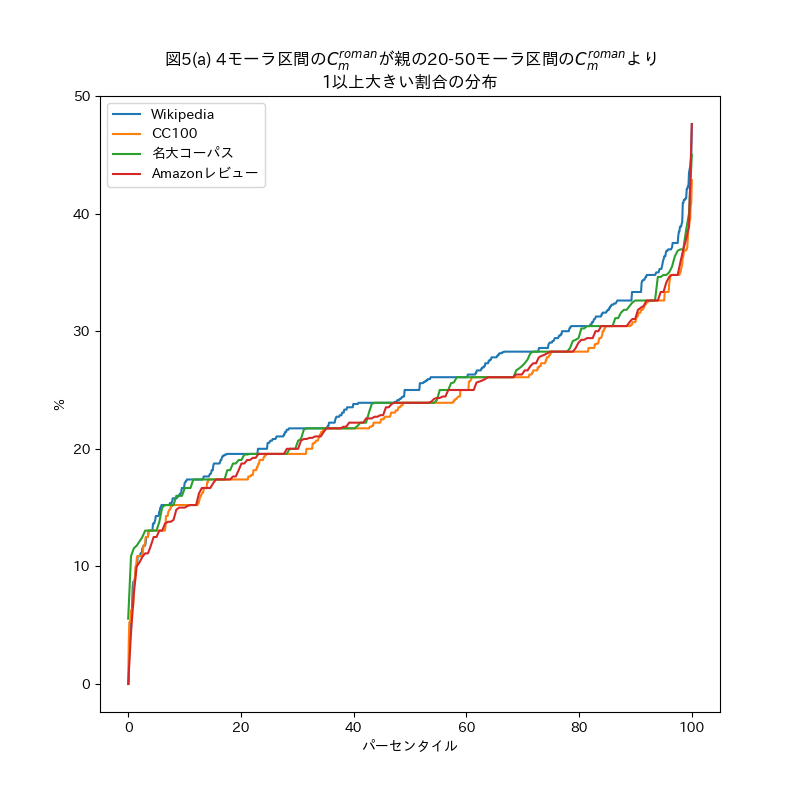 図5(a) 4モーラ区間のC_m^{roman}が親の20-50モーラ区間のC_m^{roman}より
1以上大きい割合の分布
50
40
30
20
10
0
%
Wikipedia
CC100
名大コーパス
Amazonレビュー
0 20 40 60 80 100
パーセンタイル